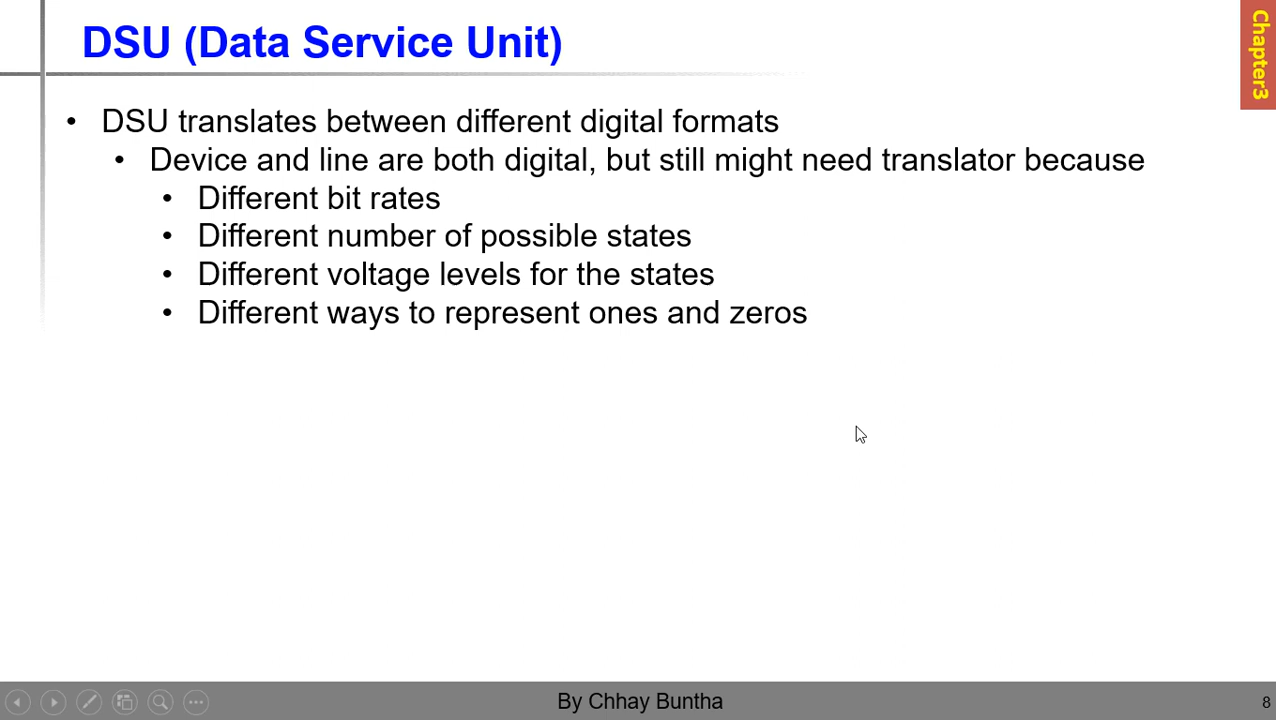 DSU (Data Service Unit)
Chapter3
• DSU translates between different digital formats
• Device and line are both digital, but still might need translator because
• Different bit rates
• Different number of possible states
• Different voltage levels for the states
• Different ways to represent ones and zeros
By Chhay Buntha
8